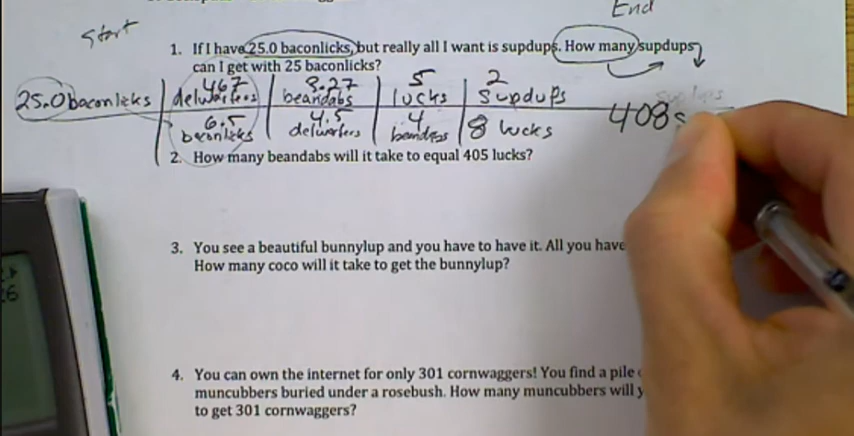 End
Start
1. If I have 25.0 baconlicks, but really all I want is supdups. How many supdups
can I get with 25 baconlicks?
25.0 baconlicks | 467 delwarfers | 8.27 beandabs | 5 lucks | 2 supdups
6.5 baconlicks | 4.5 delwarfers | 4 beandabs | 8 lucks
408 s
2. How many beandabs will it take to equal 405 lucks?
3. You see a beautiful bunnylup and you have to have it. All you have
How many coco will it take to get the bunnylup?
4. You can own the internet for only 301 cornwaggers! You find a pile
muncubbers buried under a rosebush. How many muncubbers will y
to get 301 cornwaggers?